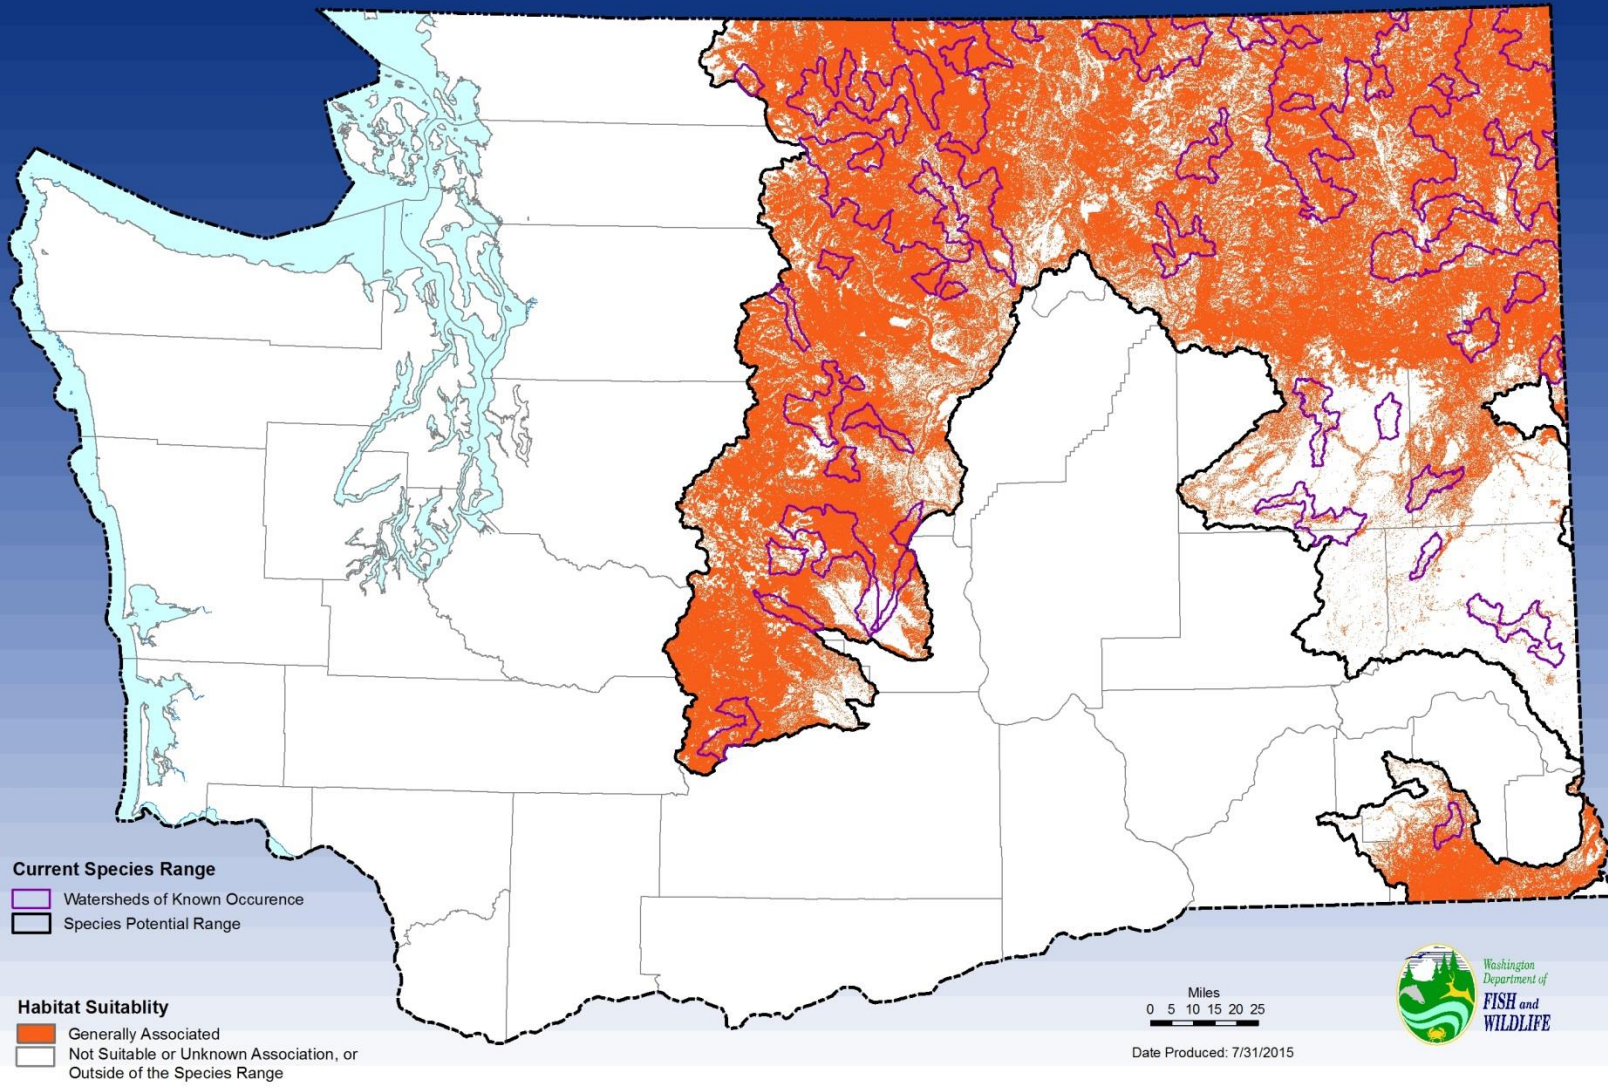 Current Species Range
Watersheds of Known Occurence
Species Potential Range
Habitat Suitablity
Generally Associated
Not Suitable or Unknown Association, or
Outside of the Species Range
Miles
0 5 10 15 20 25
Date Produced: 7/31/2015
Washington
Department of
FISH and
WILDLIFE